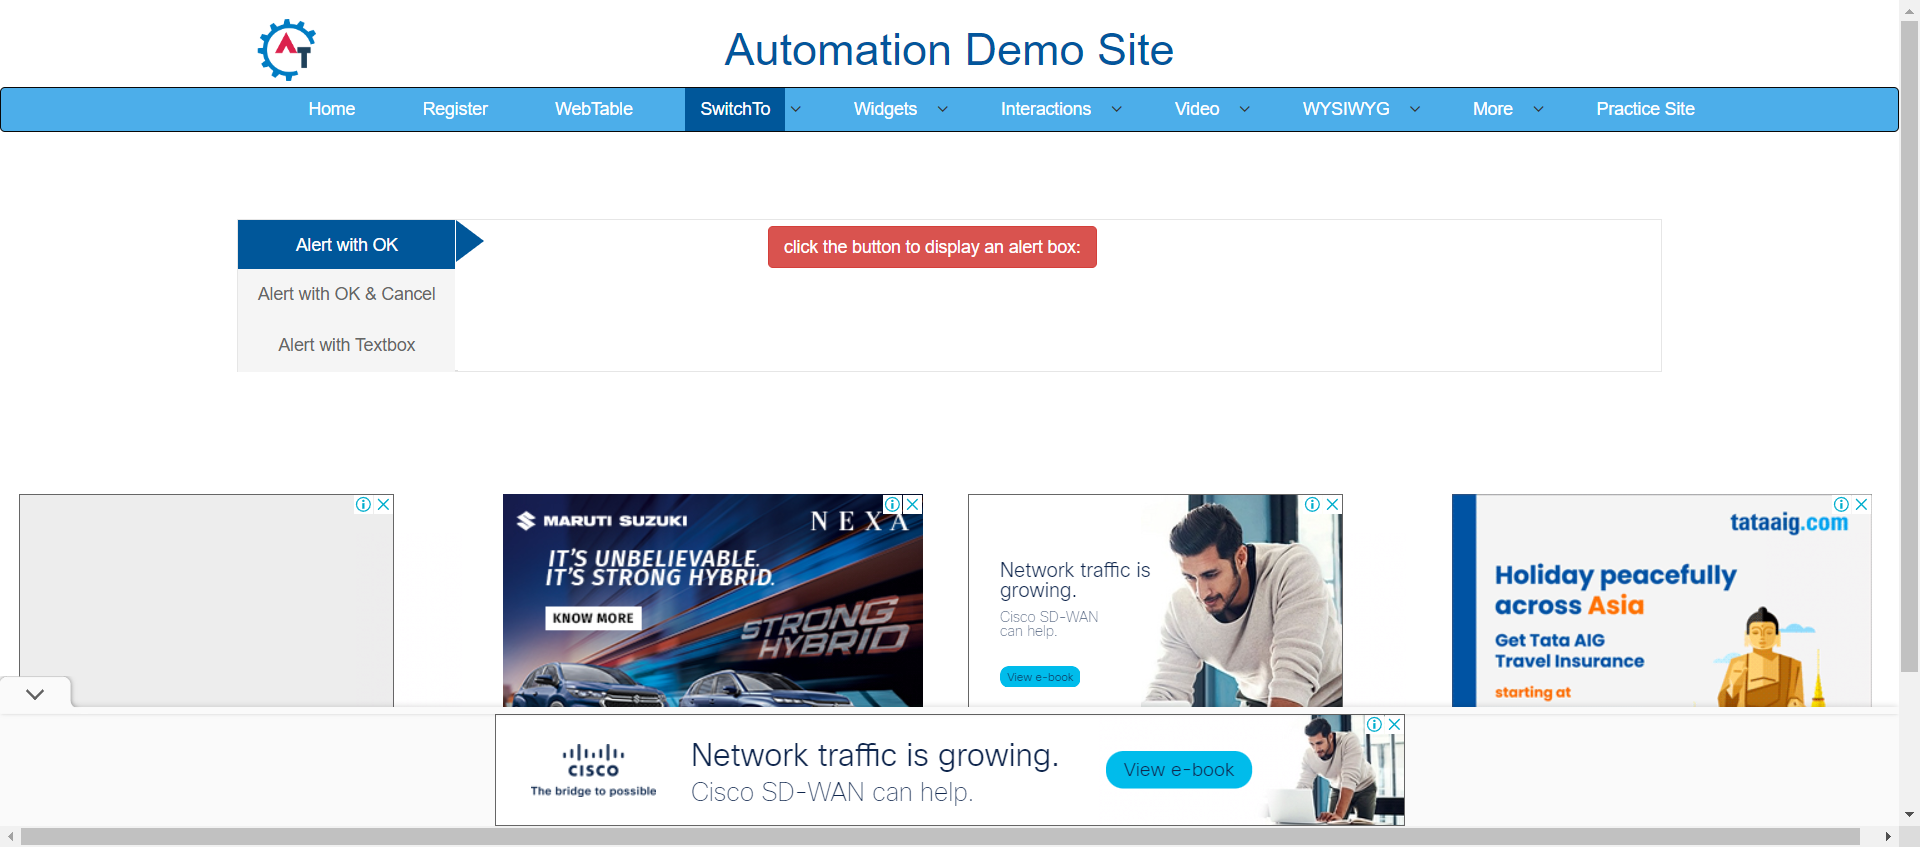 AT
Automation Demo Site
Home Register WebTable SwitchTo Widgets Interactions Video WYSIWYG More Practice Site
Alert with OK
click the button to display an alert box:
Alert with OK & Cancel
Alert with Textbox
MARUTI SUZUKI
NEXA
IT'S UNBELIEVABLE.
IT'S STRONG HYBRID.
KNOW MORE
STRONG
HYBRID
Network traffic is
growing.
Cisco SD-WAN
can help.
View e-book
tataaig.com
Holiday peacefully
across Asia
Get Tata AIG
Travel Insurance
starting at
CISCO
The bridge to possible
Network traffic is growing.
Cisco SD-WAN can help.
View e-book